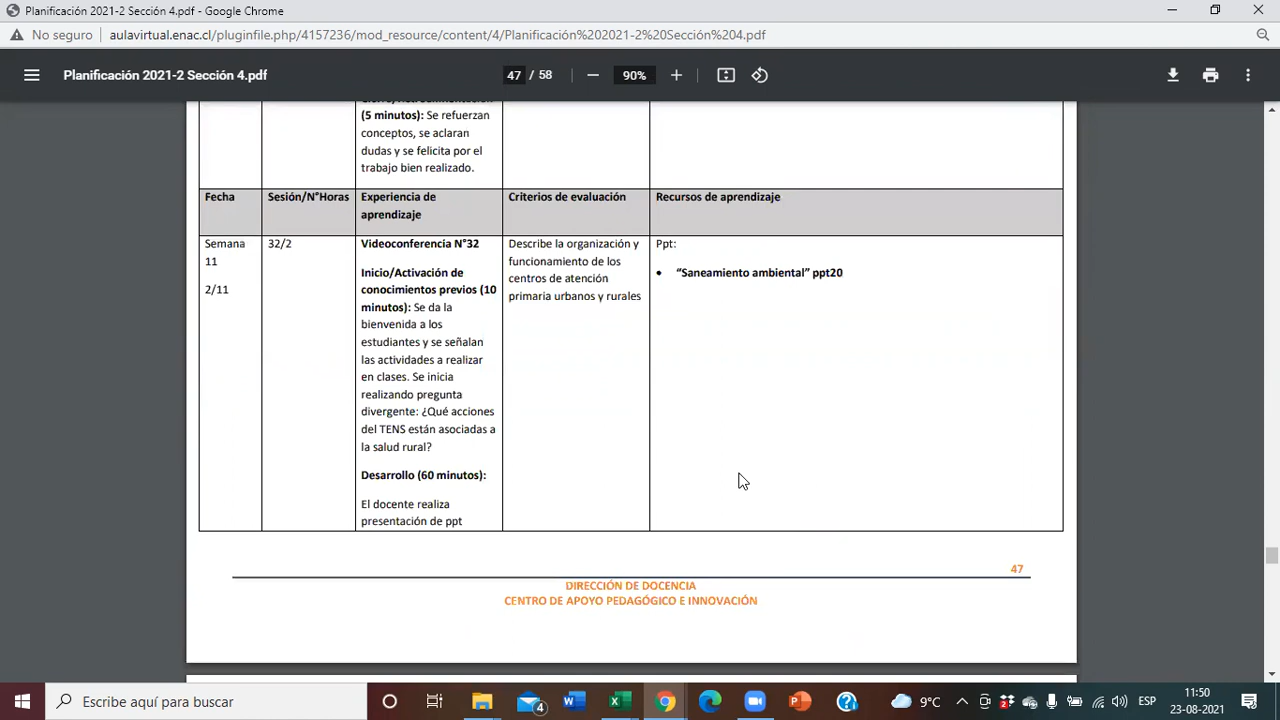 Planificación 2021-2 Sección 4.pdf - Google Chrome
No seguro
aulavirtual.enac.cl/pluginfile.php/4157236/mod_resource/content/4/Planificación%202021-2%20Sección%204.pdf
Planificación 2021-2 Sección 4.pdf
47 / 58
90%
(5 minutos): Se refuerzan
conceptos, se aclaran
dudas y se felicita por el
trabajo bien realizado.
Fecha
Sesión/N°Horas
Experiencia de
aprendizaje
Criterios de evaluación
Recursos de aprendizaje
Semana
11
2/11
32/2
Videoconferencia N°32
Inicio/Activación de
conocimientos previos (10
minutos): Se da la
bienvenida a los
estudiantes y se señalan
las actividades a realizar
en clases. Se inicia
realizando pregunta
divergente: ¿Qué acciones
del TENS están asociadas a
la salud rural?
Desarrollo (60 minutos):
El docente realiza
presentación de ppt
Describe la organización y
funcionamiento de los
centros de atención
primaria urbanos y rurales
Ppt:
• “Saneamiento ambiental” ppt20
47
DIRECCIÓN DE DOCENCIA
CENTRO DE APOYO PEDAGÓGICO E INNOVACIÓN
Escribe aquí para buscar
4
9°C
2
ESP
11:50
23-08-2021